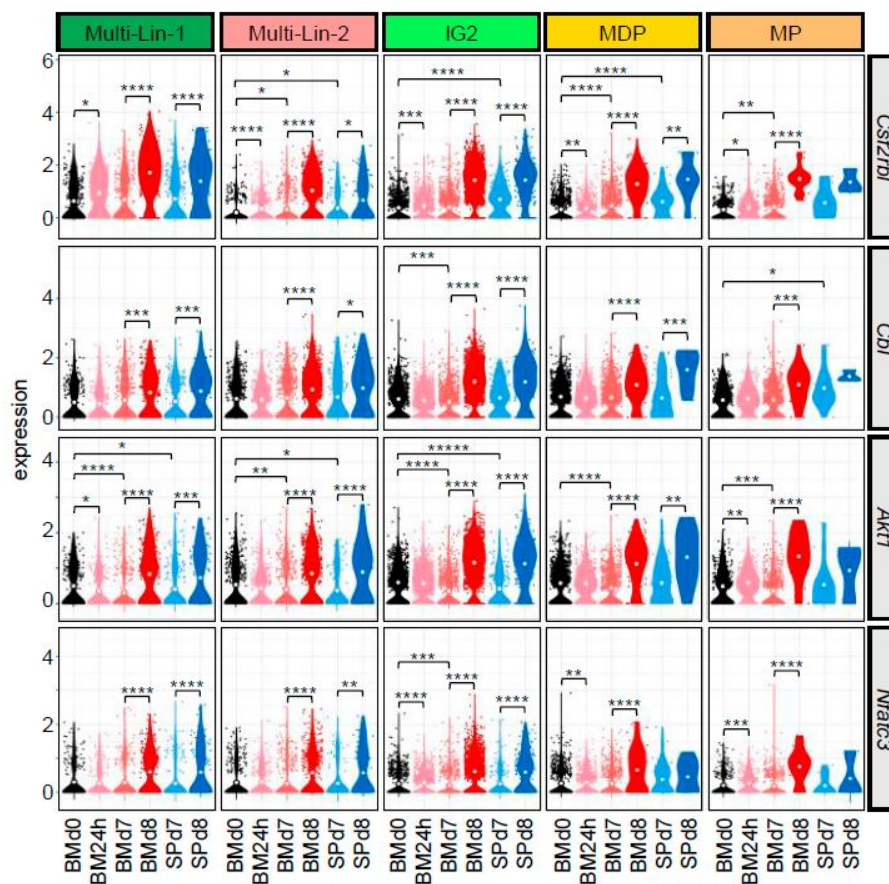 Multi-Lin-1 Multi-Lin-2 IG2 MDP MP
6
* **** ****
* **** ****
* **** **** * **** **** **** ** **
**** **** * *** ** * ****
4
2
0
***
*
4
*** *** **** * **** **** **** *** ***
2
0
Cbl
expression
* * *****
4
**** ** **** **** ***
* **** *** **** **** **** **** **** ** ** ****
2
0
Akt1
4
***
**** **** **** ** **** ** ****
**** **** **** ***
2
0
Nfatc3
BMd0 BM24h BMd7 BMd8 SPd7 SPd8
BMd0 BM24h BMd7 BMd8 SPd7 SPd8
BMd0 BM24h BMd7 BMd8 SPd7 SPd8
BMd0 BM24h BMd7 BMd8 SPd7 SPd8
BMd0 BM24h BMd7 BMd8 SPd7 SPd8